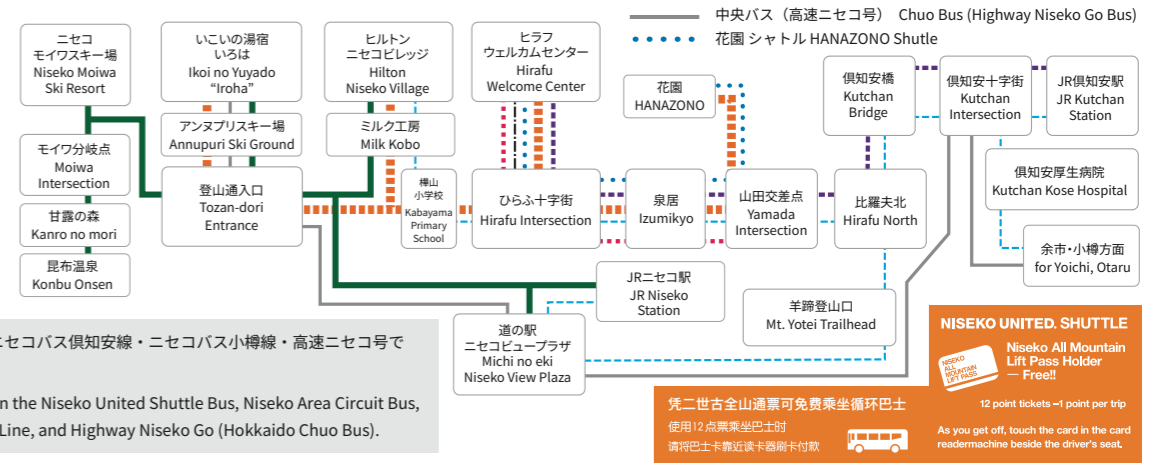 中央バス（高速ニセコ号） Chuo Bus (Highway Niseko Go Bus)
花園 シャトル HANAZONO Shutle
ニセコ
モイワスキー場
Niseko Moiwa
Ski Resort
いこいの湯宿
いろは
Ikoi no Yuyado
“Iroha”
ヒルトン
ニセコビレッジ
Hilton
Niseko Village
ヒラフ
ウェルカムセンター
Hirafu
Welcome Center
花園
HANAZONO
倶知安橋
Kutchan
Bridge
倶知安十字街
Kutchan
Intersection
JR倶知安駅
JR Kutchan
Station
モイワ分岐点
Moiwa
Intersection
アンヌプリスキー場
Annupuri Ski Ground
ミルク工房
Milk Kobo
倶知安厚生病院
Kutchan Kose Hospital
甘露の森
Kanro no mori
登山通入口
Tozan-dori
Entrance
樺山
小学校
Kabayama
Primary
School
ひらふ十字街
Hirafu Intersection
泉居
Izumikyo
山田交差点
Yamada
Intersection
比羅夫北
Hirafu North
余市・小樽方面
for Yoichi, Otaru
昆布温泉
Konbu Onsen
JRニセコ駅
JR Niseko
Station
羊蹄登山口
Mt. Yotei Trailhead
道の駅
ニセコビュープラザ
Michi no eki
Niseko View Plaza
ニセコバス倶知安線・ニセコバス小樽線・高速ニセコ号で
n the Niseko United Shuttle Bus, Niseko Area Circuit Bus,
Line, and Highway Niseko Go (Hokkaido Chuo Bus).
NISEKO UNITED. SHUTTLE
NISEKO
ALL
MOUNTAIN
LIFT PASS
Niseko All Mountain
Lift Pass Holder
— Free!!
12 point tickets –1 point per trip
As you get off, touch the card in the card
readermachine beside the driver's seat.
凭二世古全山通票可免费乘坐循环巴士
使用12点票乘坐巴士时
请将巴士卡靠近读卡器刷卡付款